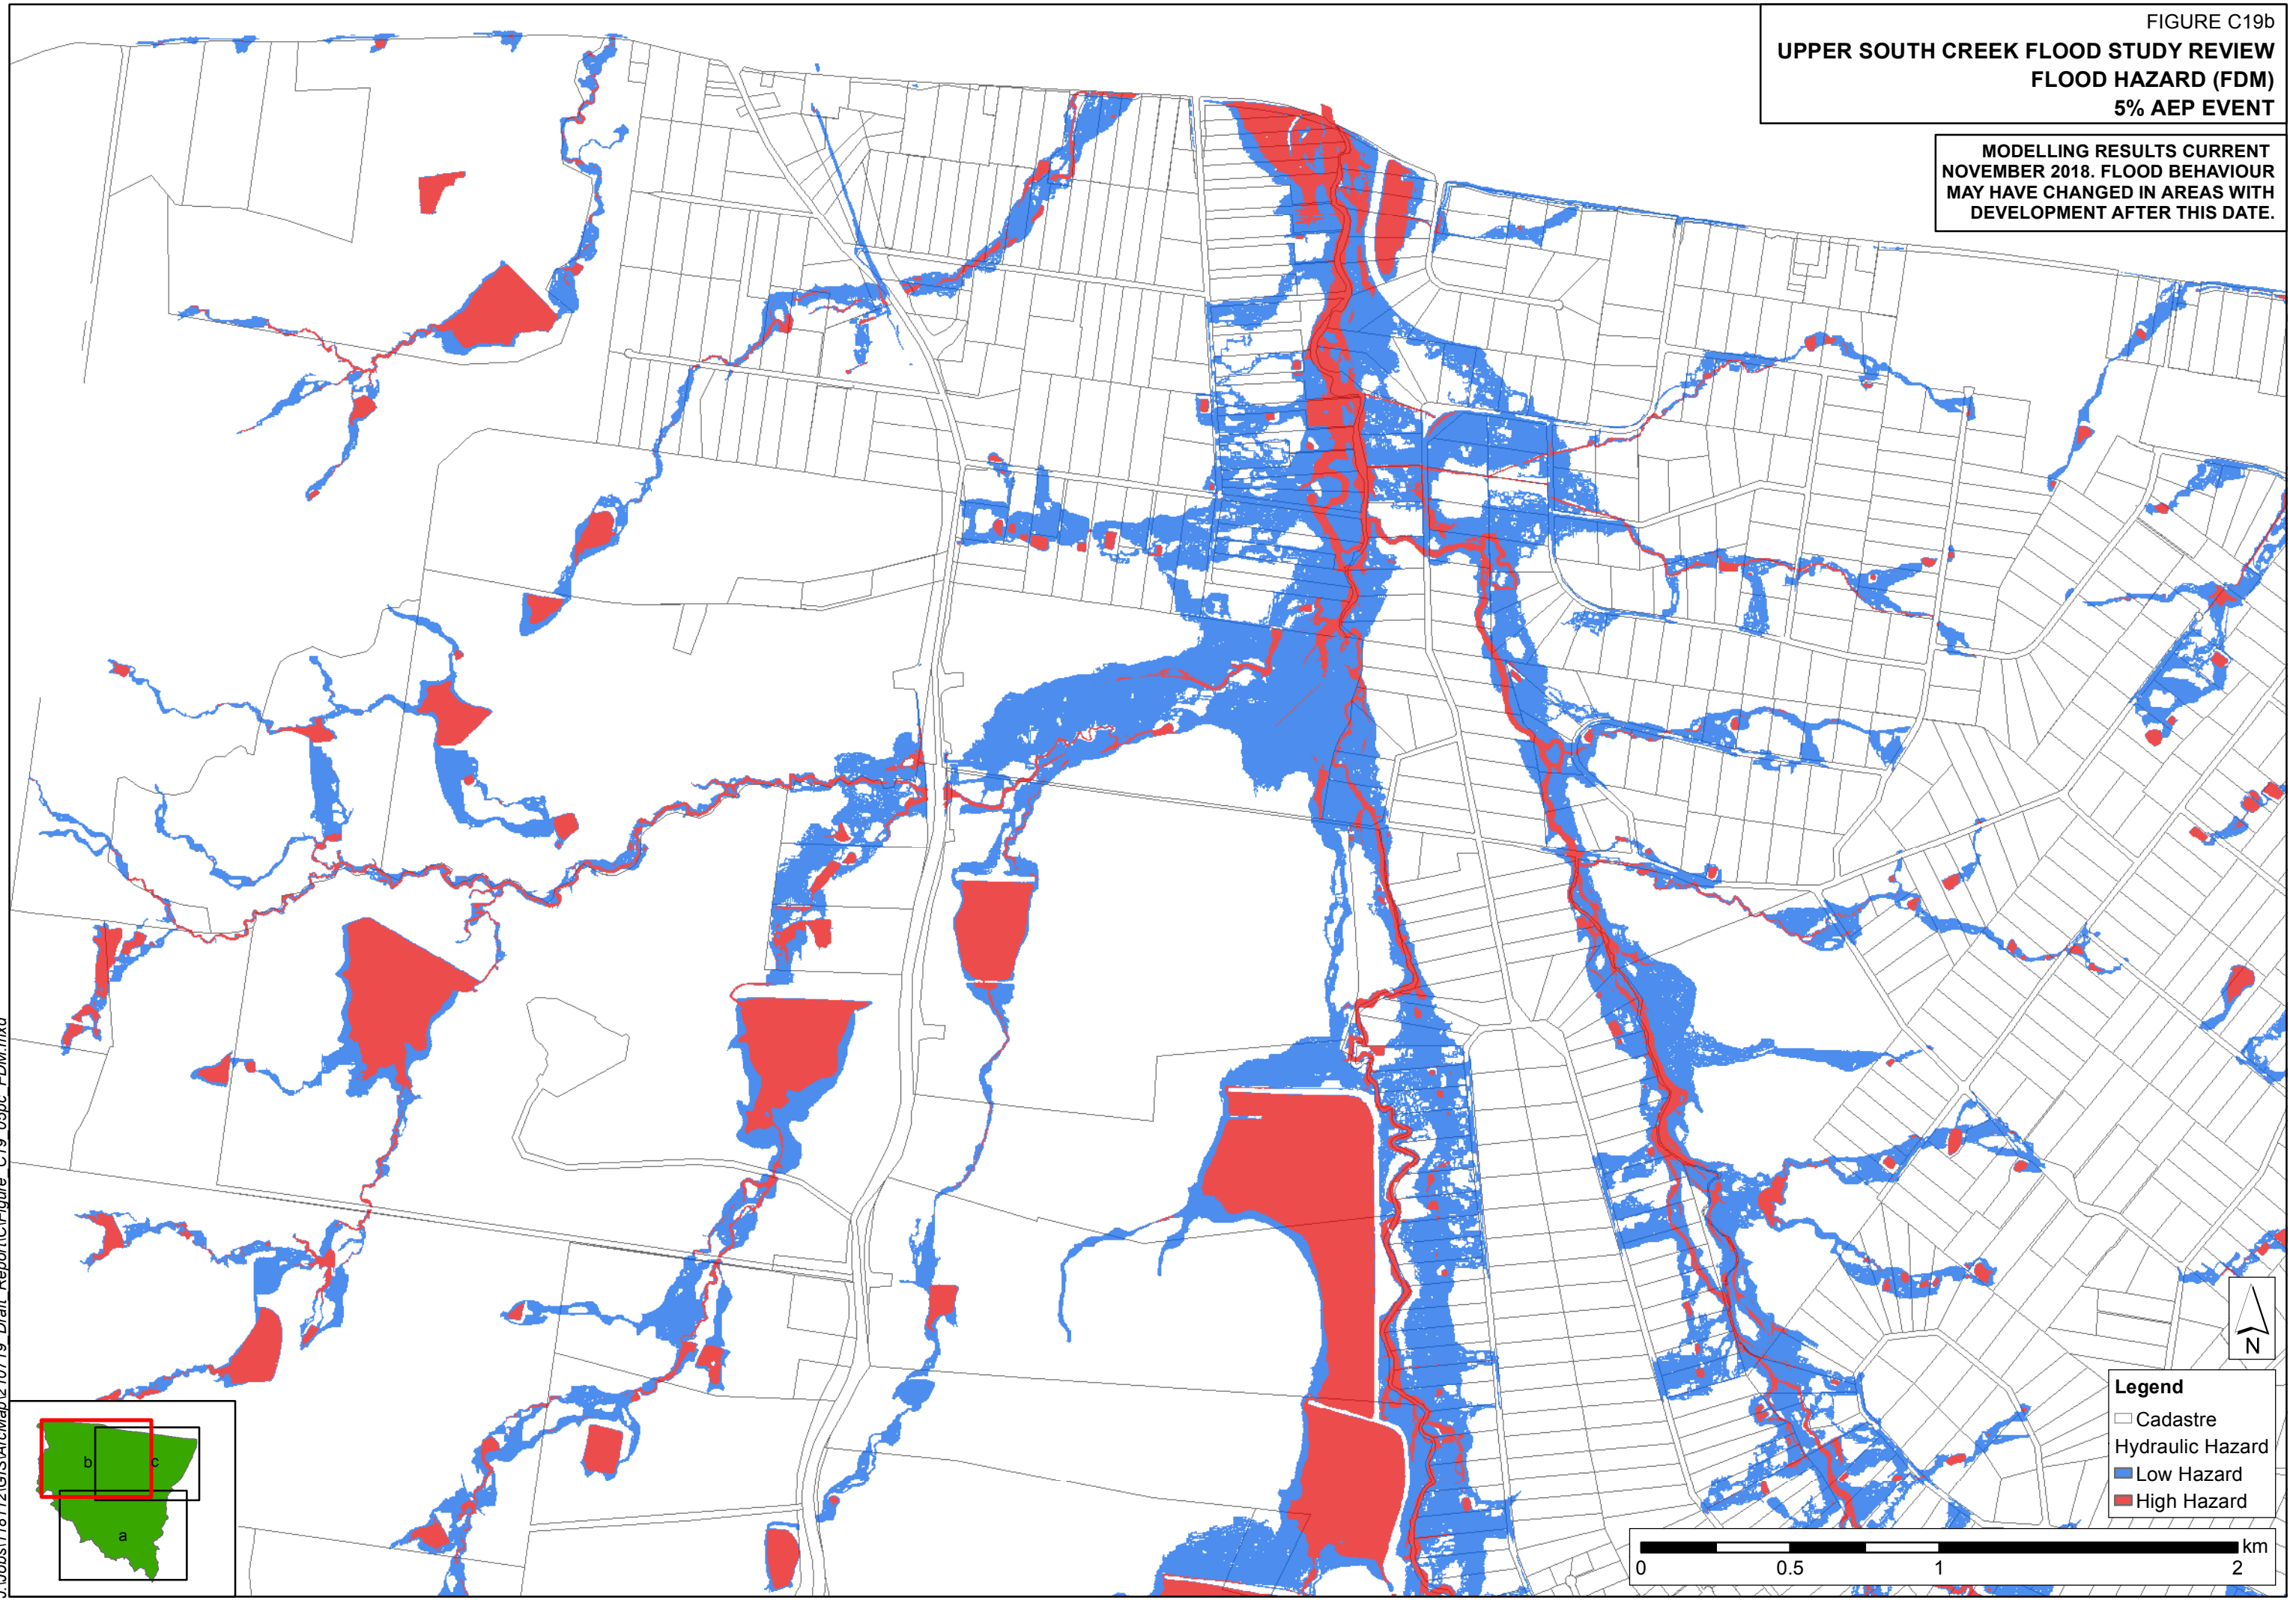 FIGURE C19b
UPPER SOUTH CREEK FLOOD STUDY REVIEW
FLOOD HAZARD (FDM)
5% AEP EVENT
MODELLING RESULTS CURRENT
NOVEMBER 2018. FLOOD BEHAVIOUR
MAY HAVE CHANGED IN AREAS WITH
DEVELOPMENT AFTER THIS DATE.
N
Legend
Cadastre
Hydraulic Hazard
Low Hazard
High Hazard
0 0.5 1 2 km
b c
a